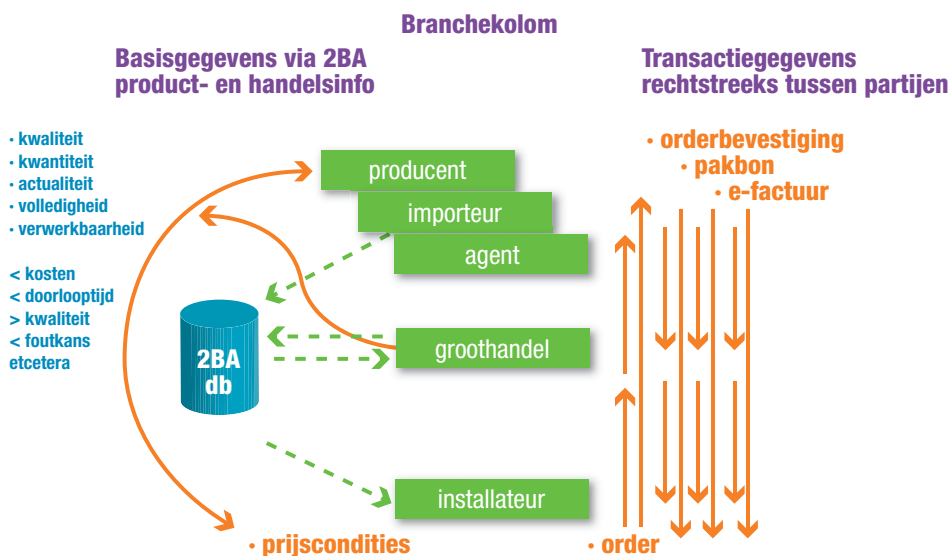 Branchekolom
Basisgegevens via 2BA
product- en handelsinfo
Transactiegegevens
rechtstreeks tussen partijen
· kwaliteit
· kwantiteit
· actualiteit
· volledigheid
· verwerkbaarheid
< kosten
< doorlooptijd
> kwaliteit
< foutkans
etcetera
2BA
db
producent
importeur
agent
groothandel
installateur
· prijscondities
· orderbevestiging
· pakbon
· e-factuur
· order